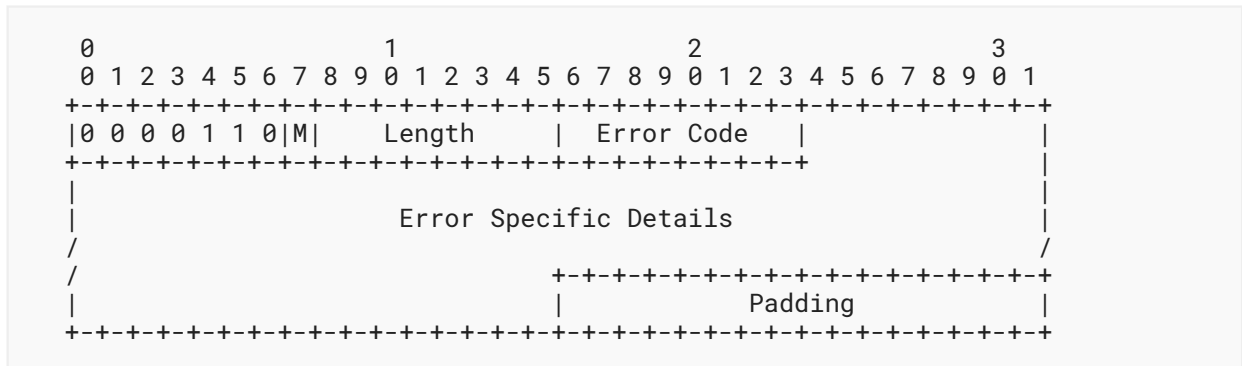 0                   1                   2                   3
 0 1 2 3 4 5 6 7 8 9 0 1 2 3 4 5 6 7 8 9 0 1 2 3 4 5 6 7 8 9 0 1
+-+-+-+-+-+-+-+-+-+-+-+-+-+-+-+-+-+-+-+-+-+-+-+-+-+-+-+-+-+-+-+-+
|0 0 0 0 1 1 0|M|    Length     |  Error Code   |               |
+-+-+-+-+-+-+-+-+-+-+-+-+-+-+-+-+-+-+-+-+-+-+-+-+               |
|                                                               |
|                     Error Specific Details                    |
/                                                               /
/                               +-+-+-+-+-+-+-+-+-+-+-+-+-+-+-+-+
|                               |            Padding            |
+-+-+-+-+-+-+-+-+-+-+-+-+-+-+-+-+-+-+-+-+-+-+-+-+-+-+-+-+-+-+-+-+